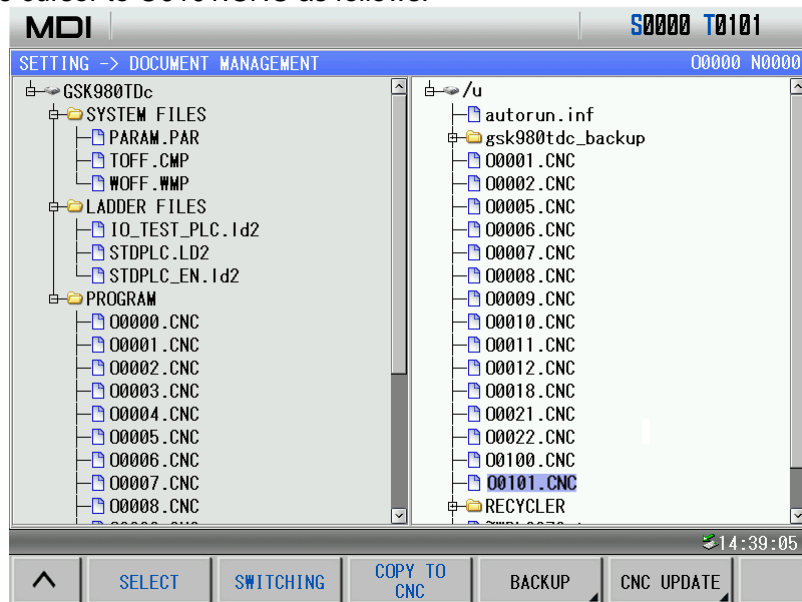 MDI
S0000 T0101
SETTING -> DOCUMENT MANAGEMENT
O0000 N0000
GSK980TDc
SYSTEM FILES
PARAM.PAR
TOFF.CMP
WOFF.WMP
LADDER FILES
IO_TEST_PLC.ld2
STDPLC.LD2
STDPLC_EN.ld2
PROGRAM
O0000.CNC
O0001.CNC
O0002.CNC
O0003.CNC
O0004.CNC
O0005.CNC
O0006.CNC
O0007.CNC
O0008.CNC
/u
autorun.inf
gsk980tdc_backup
O0001.CNC
O0002.CNC
O0005.CNC
O0006.CNC
O0007.CNC
O0008.CNC
O0009.CNC
O0010.CNC
O0011.CNC
O0012.CNC
O0018.CNC
O0021.CNC
O0022.CNC
O0100.CNC
O0101.CNC
RECYCLER
14:39:05
SELECT
SWITCHING
COPY TO
CNC
BACKUP
CNC UPDATE